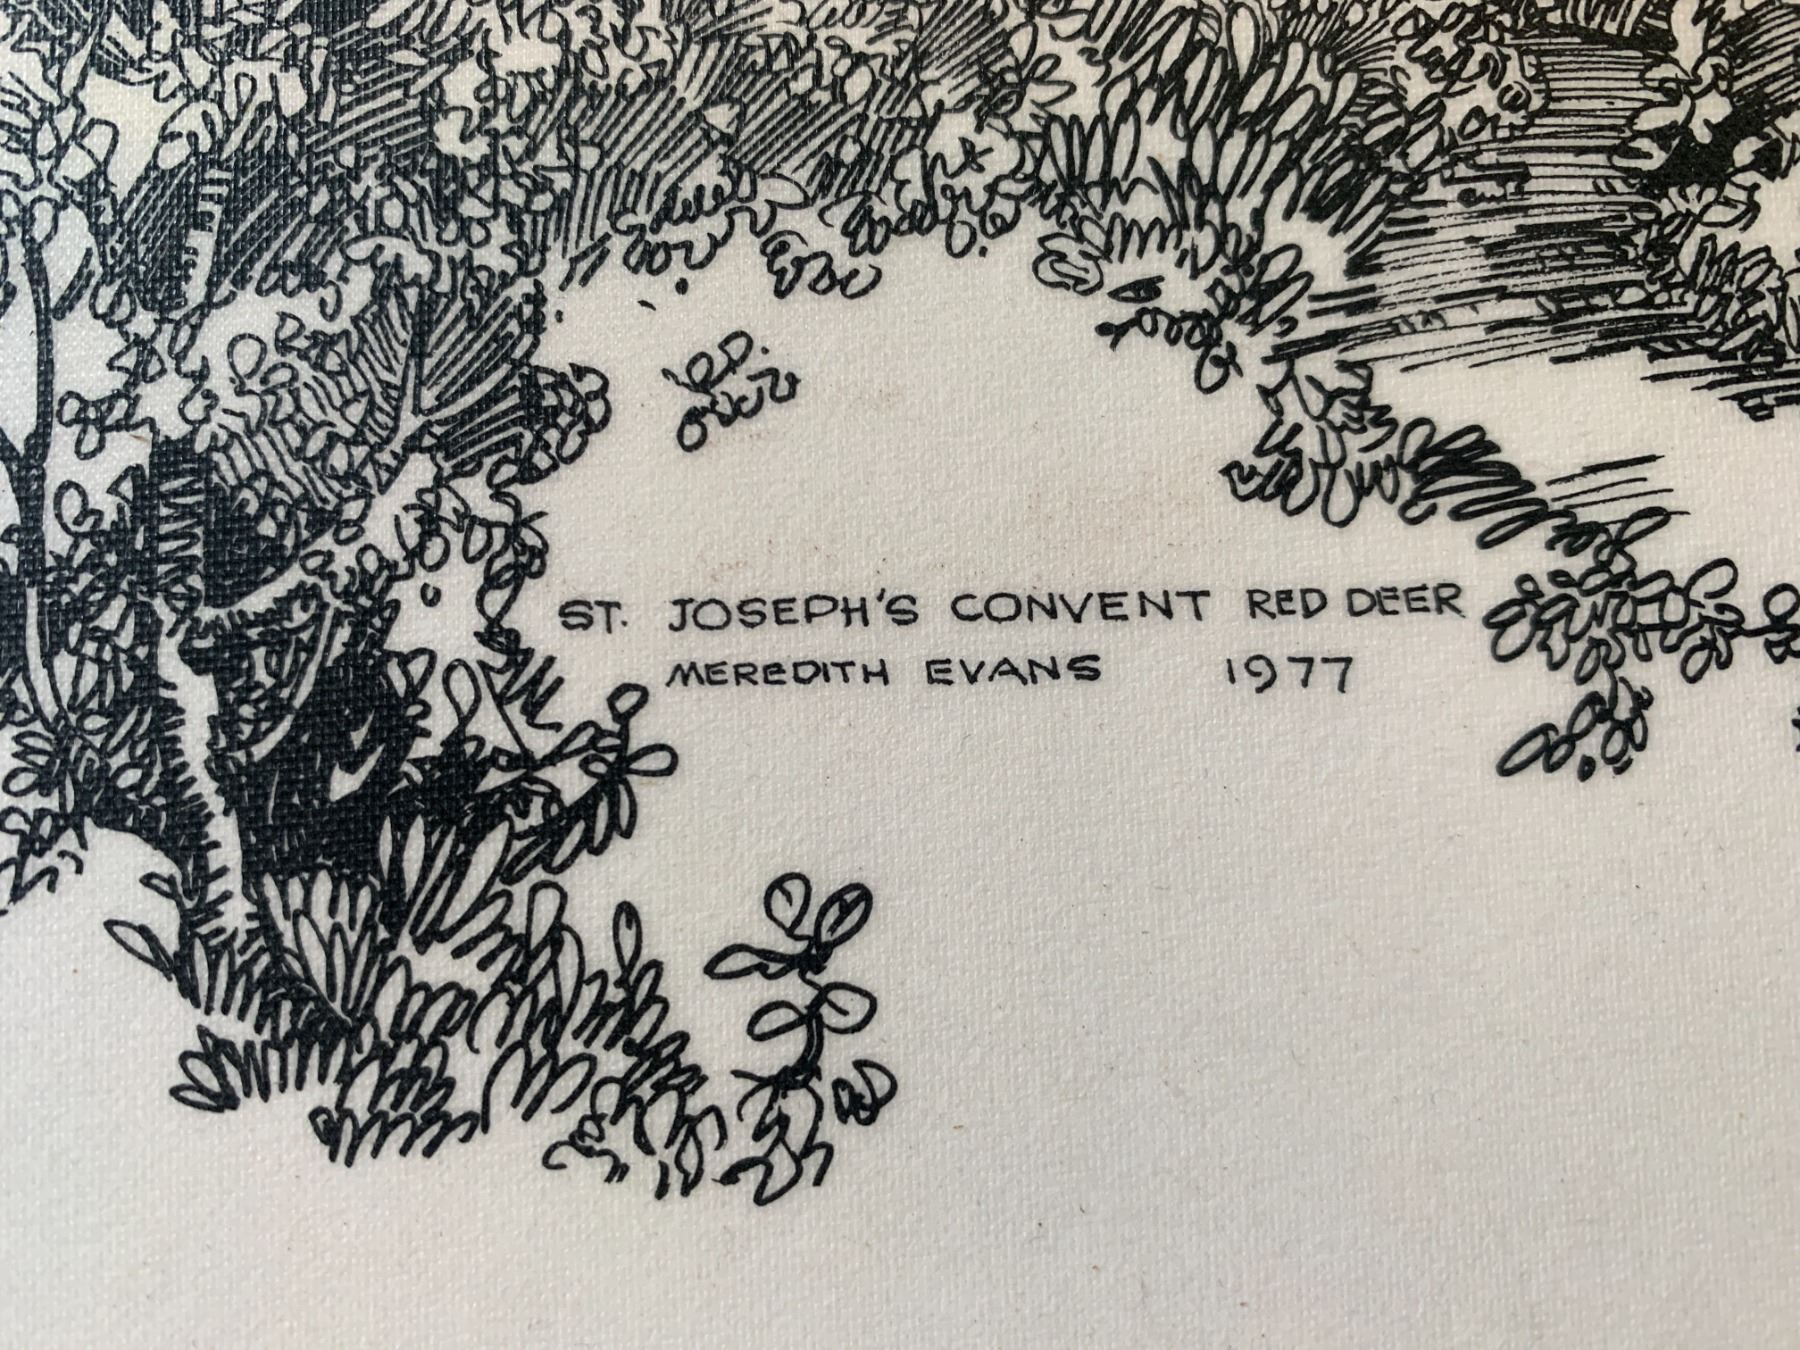 ST. JOSEPH'S CONVENT RED DEER
MEREDITH EVANS 1977